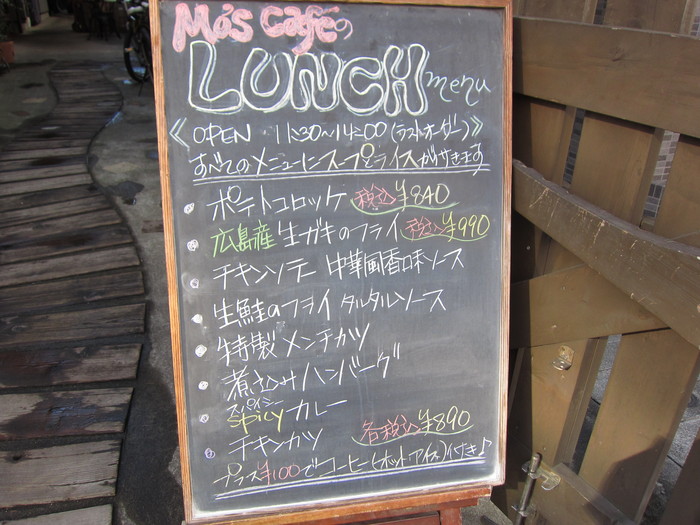 Mo's Caféの
LUNCH menu
《OPEN 11:30〜14:00(ラストオーダー)》
すべてのメニューにスープとライスがつきます
ポテトコロッケ 税込¥840
広島産 生ガキのフライ 税込¥990
チキンソテー 中華風香味ソース
生鮭のフライ タルタルソース
特製メンチカツ
煮込みハンバーグ
スパイシー
spicy カレー
チキンカツ 各税込¥890
プラス¥100でコーヒー(ホット・アイス)付き♪